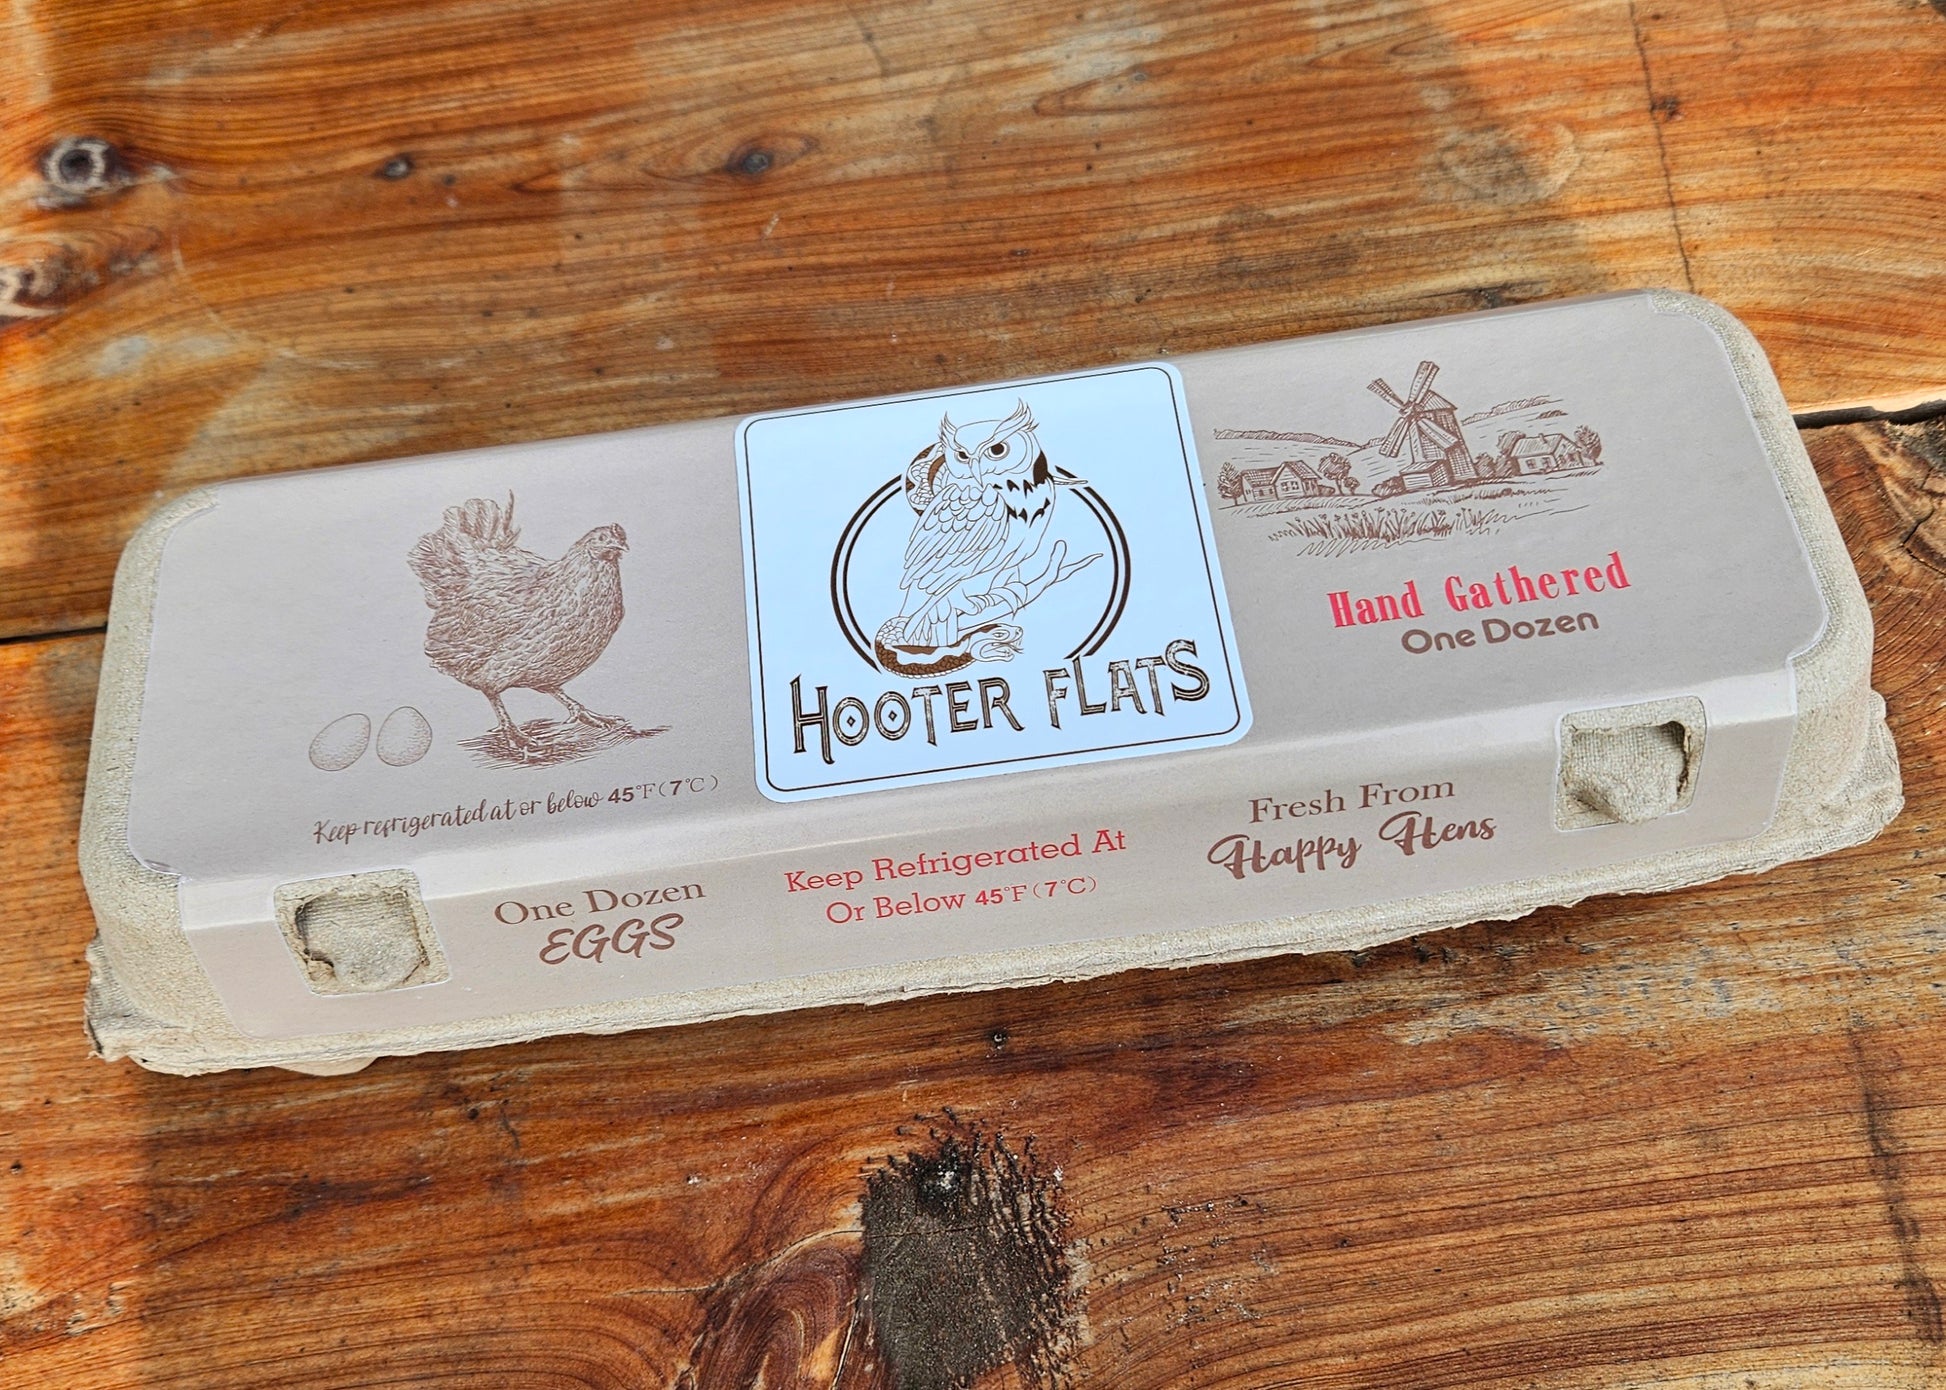 HOOTER FLATS
Hand Gathered
One Dozen
Keep refrigerated at or below 45°F (7°C)
One Dozen
EGGS
Keep Refrigerated At
Or Below 45°F (7°C)
Fresh From
Happy Hens